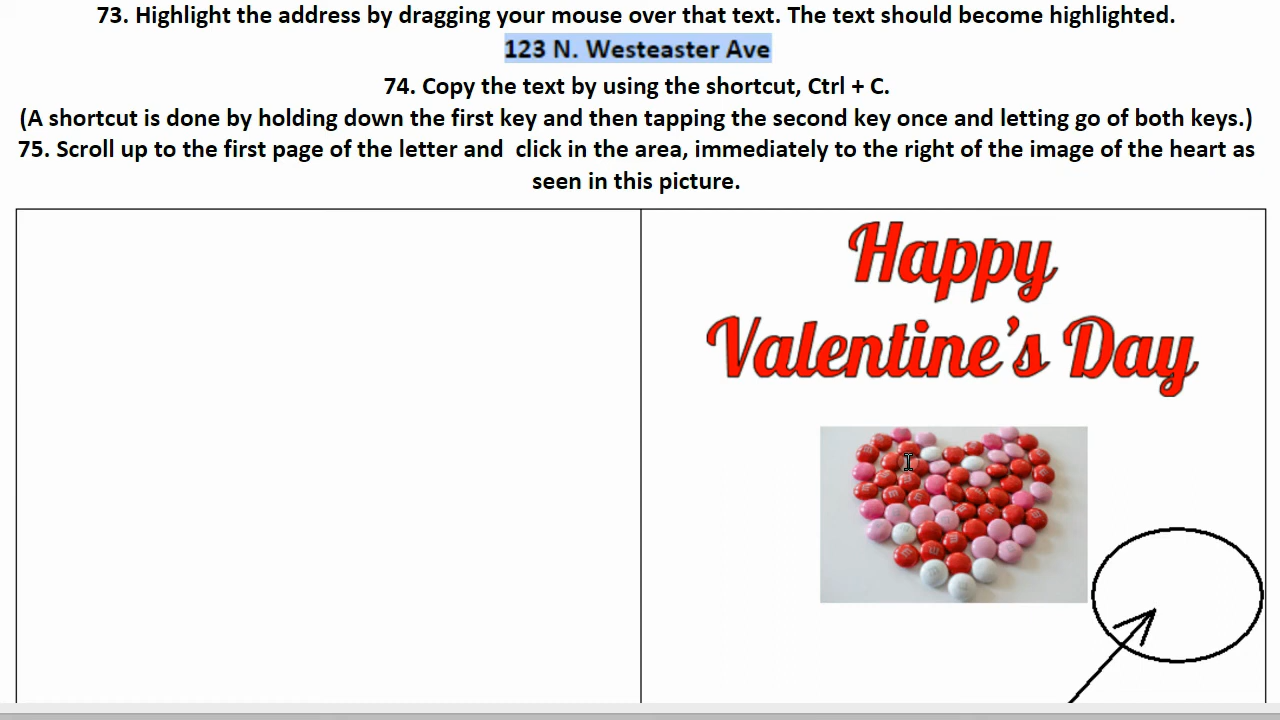 73. Highlight the address by dragging your mouse over that text. The text should become highlighted.
123 N. Westeaster Ave
74. Copy the text by using the shortcut, Ctrl + C.
(A shortcut is done by holding down the first key and then tapping the second key once and letting go of both keys.)
75. Scroll up to the first page of the letter and  click in the area, immediately to the right of the image of the heart as
seen in this picture.
Happy
Valentine's Day